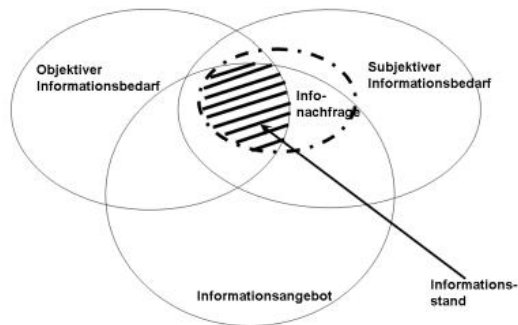 Objektiver
Informationsbedarf
Subjektiver
Informationsbedarf
Info-
nachfrage
Informationsangebot
Informations-
stand